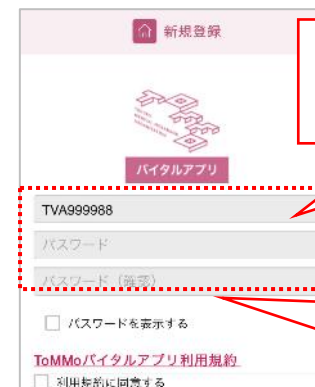 新規登録
バイタルアプリ
TVA999988
パスワード
パスワード（確認）
パスワードを表示する
ToMMoバイタルアプリ利用規約
利用規約に同意する